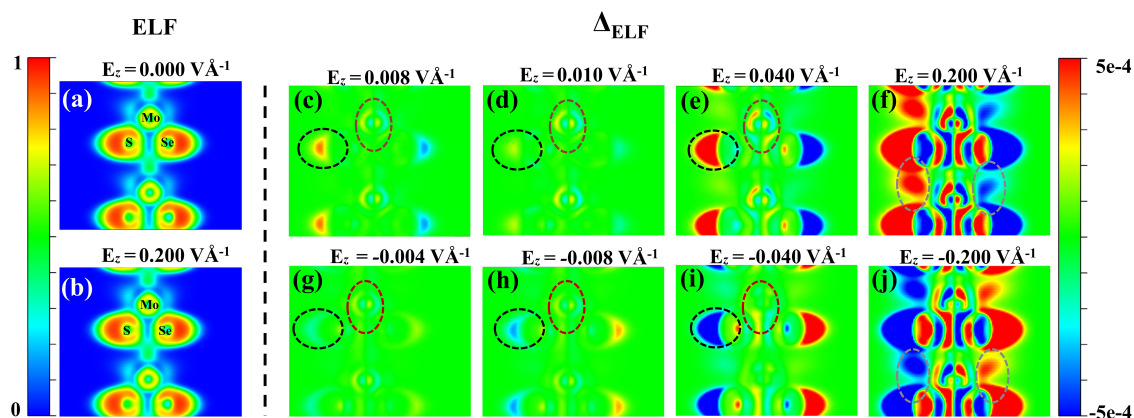 ELF
Δ_ELF
1
E_z = 0.000 VÅ⁻¹
E_z = 0.008 VÅ⁻¹
E_z = 0.010 VÅ⁻¹
E_z = 0.040 VÅ⁻¹
E_z = 0.200 VÅ⁻¹
5e-4
(a)
Mo
S
Se
(c)
(d)
(e)
(f)
E_z = 0.200 VÅ⁻¹
E_z = -0.004 VÅ⁻¹
E_z = -0.008 VÅ⁻¹
E_z = -0.040 VÅ⁻¹
E_z = -0.200 VÅ⁻¹
(b)
Mo
S
Se
(g)
(h)
(i)
(j)
0
-5e-4